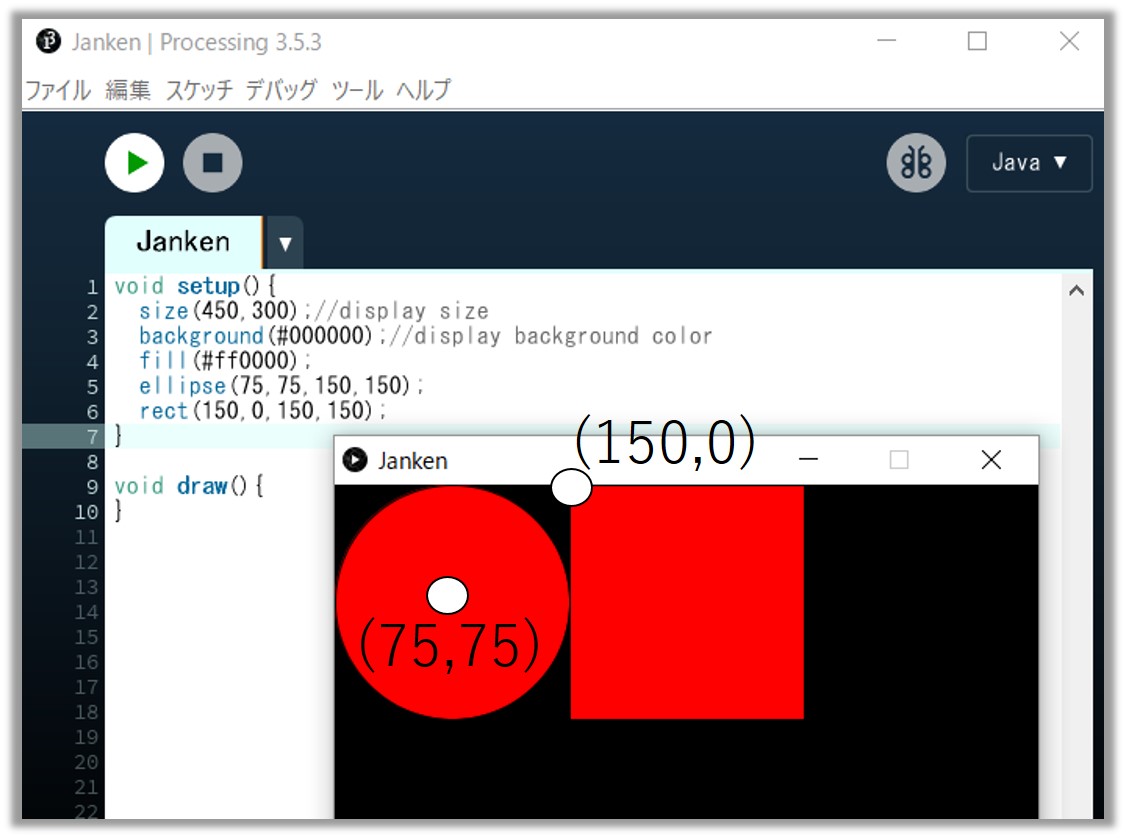 Janken | Processing 3.5.3
ファイル 編集 スケッチ デバッグ ツール ヘルプ
Java ▼
Janken ▼
1 void setup(){
2 size(450,300);//display size
3 background(#000000);//display background color
4 fill(#ff0000);
5 ellipse(75,75,150,150);
6 rect(150,0,150,150);
7 }
8
9 void draw(){
10 }
11
12
13
14
15
16
17
18
19
20
21
22
Janken
(150,0)
(75,75)